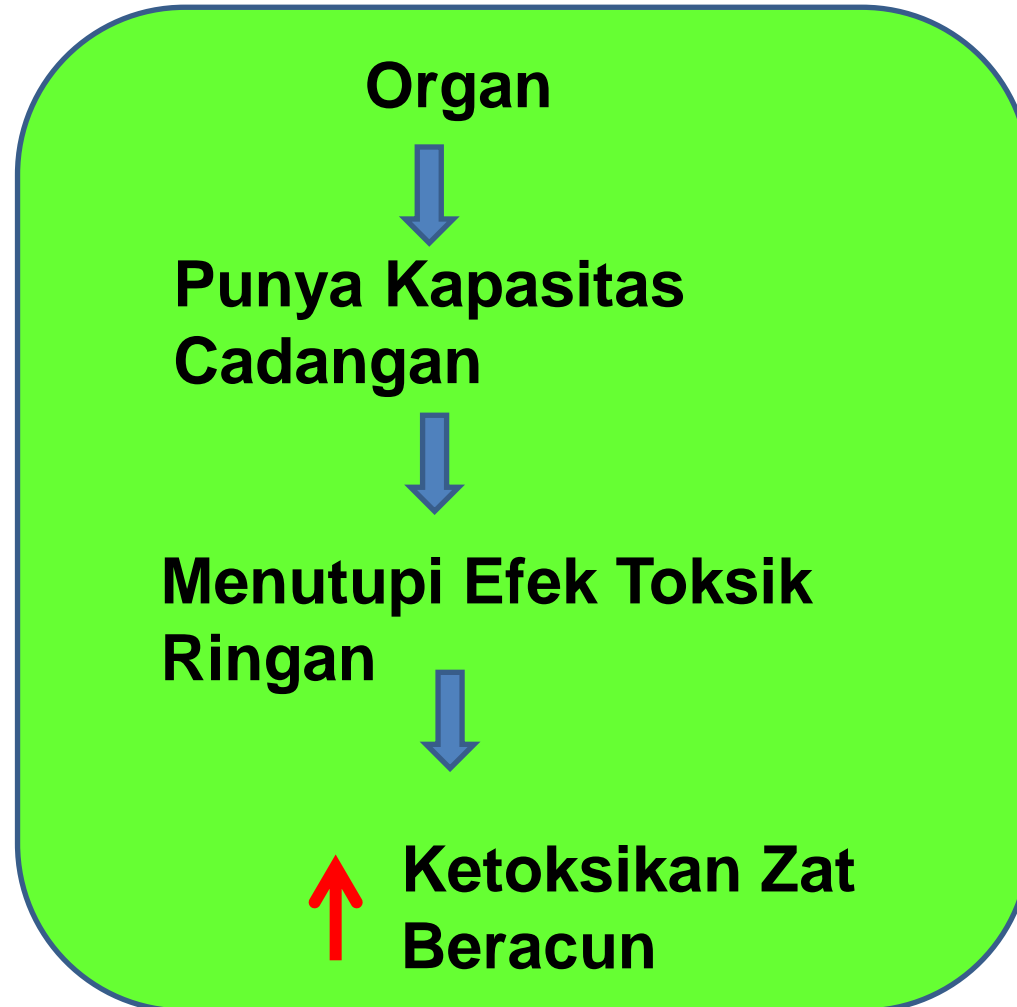 Organ
Punya Kapasitas
Cadangan
Menutupi Efek Toksik
Ringan
Ketoksikan Zat
Beracun